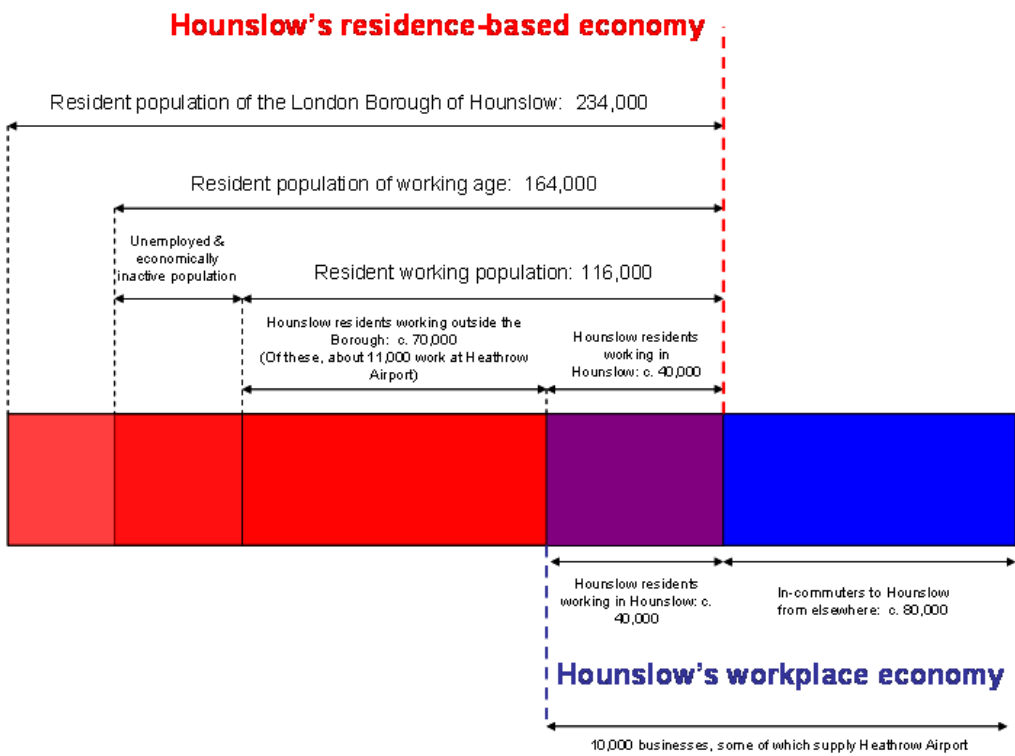 Hounslow's residence-based economy
Resident population of the London Borough of Hounslow: 234,000
Resident population of working age: 164,000
Unemployed &
economically
inactive population
Resident working population: 116,000
Hounslow residents working outside the
Borough: c. 70,000
(Of these, about 11,000 work at Heathrow
Airport)
Hounslow residents
working in
Hounslow: c. 40,000
Hounslow residents
working in Hounslow: c.
40,000
In-commuters to Hounslow
from elsewhere: c. 80,000
Hounslow's workplace economy
10,000 businesses, some of which supply Heathrow Airport